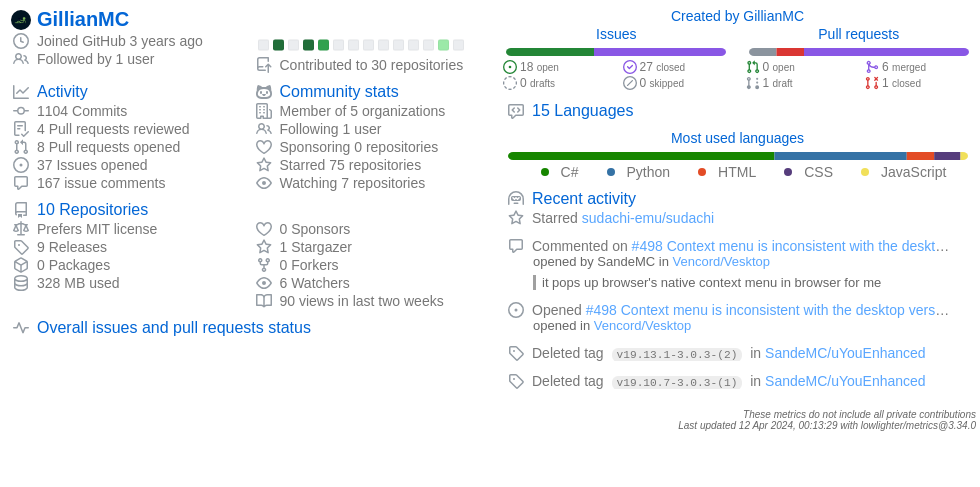 GillianMC
Joined GitHub 3 years ago
Followed by 1 user
Contributed to 30 repositories
Activity
1104 Commits
4 Pull requests reviewed
8 Pull requests opened
37 Issues opened
167 issue comments
Community stats
Member of 5 organizations
Following 1 user
Sponsoring 0 repositories
Starred 75 repositories
Watching 7 repositories
10 Repositories
Prefers MIT license
9 Releases
0 Packages
328 MB used
0 Sponsors
1 Stargazer
0 Forkers
6 Watchers
90 views in last two weeks
Overall issues and pull requests status
Created by GillianMC
Issues
18 open
27 closed
0 drafts
0 skipped
Pull requests
0 open
6 merged
1 draft
1 closed
15 Languages
Most used languages
C# Python HTML CSS JavaScript
Recent activity
Starred sudachi-emu/sudachi
Commented on #498 Context menu is inconsistent with the deskt…
opened by SandeMC in Vencord/Vesktop
it pops up browser's native context menu in browser for me
Opened #498 Context menu is inconsistent with the desktop vers…
opened in Vencord/Vesktop
Deleted tag v19.13.1-3.0.3-(2) in SandeMC/uYouEnhanced
Deleted tag v19.10.7-3.0.3-(1) in SandeMC/uYouEnhanced
These metrics do not include all private contributions
Last updated 12 Apr 2024, 00:13:29 with lowlighter/metrics@3.34.0